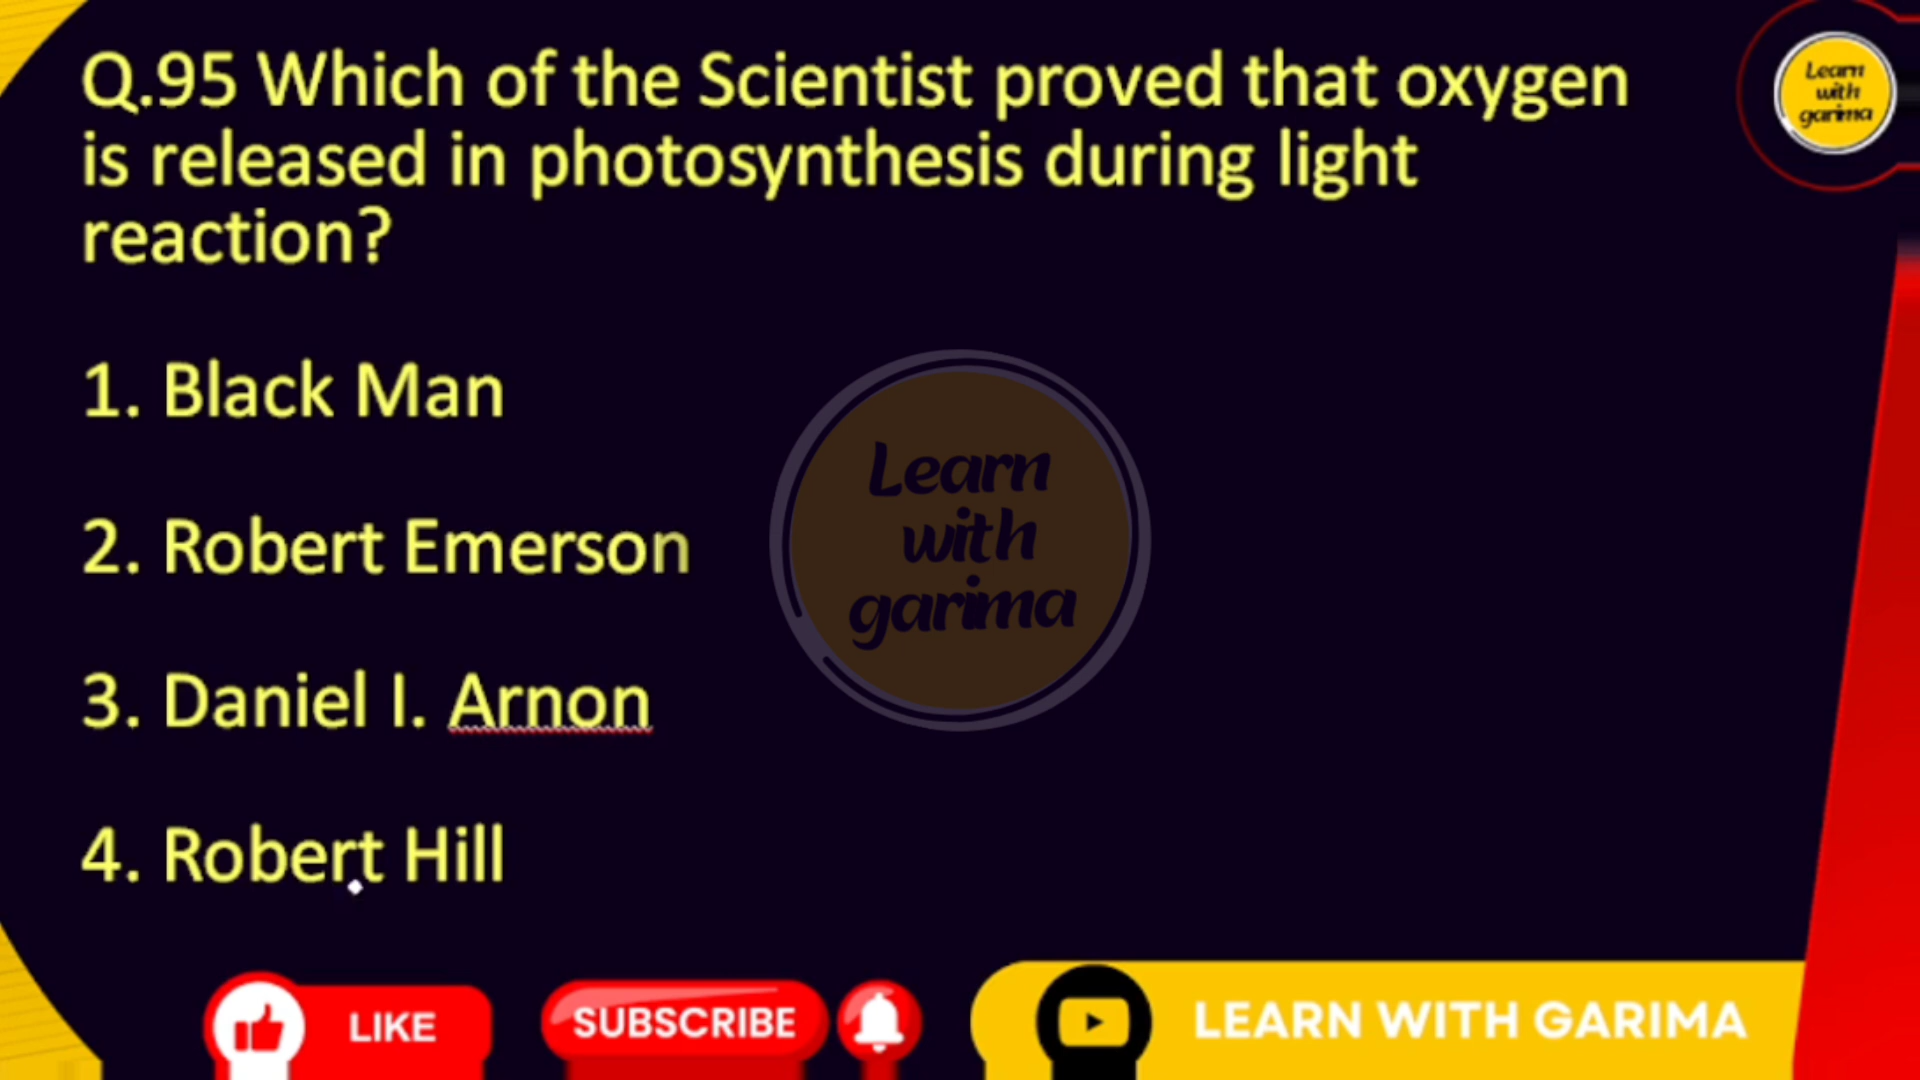 Q.95 Which of the Scientist proved that oxygen
is released in photosynthesis during light
reaction?
Learn
with
garima
1. Black Man
2. Robert Emerson
3. Daniel I. Arnon
4. Robert Hill
Learn
with
garima
LIKE
SUBSCRIBE
LEARN WITH GARIMA